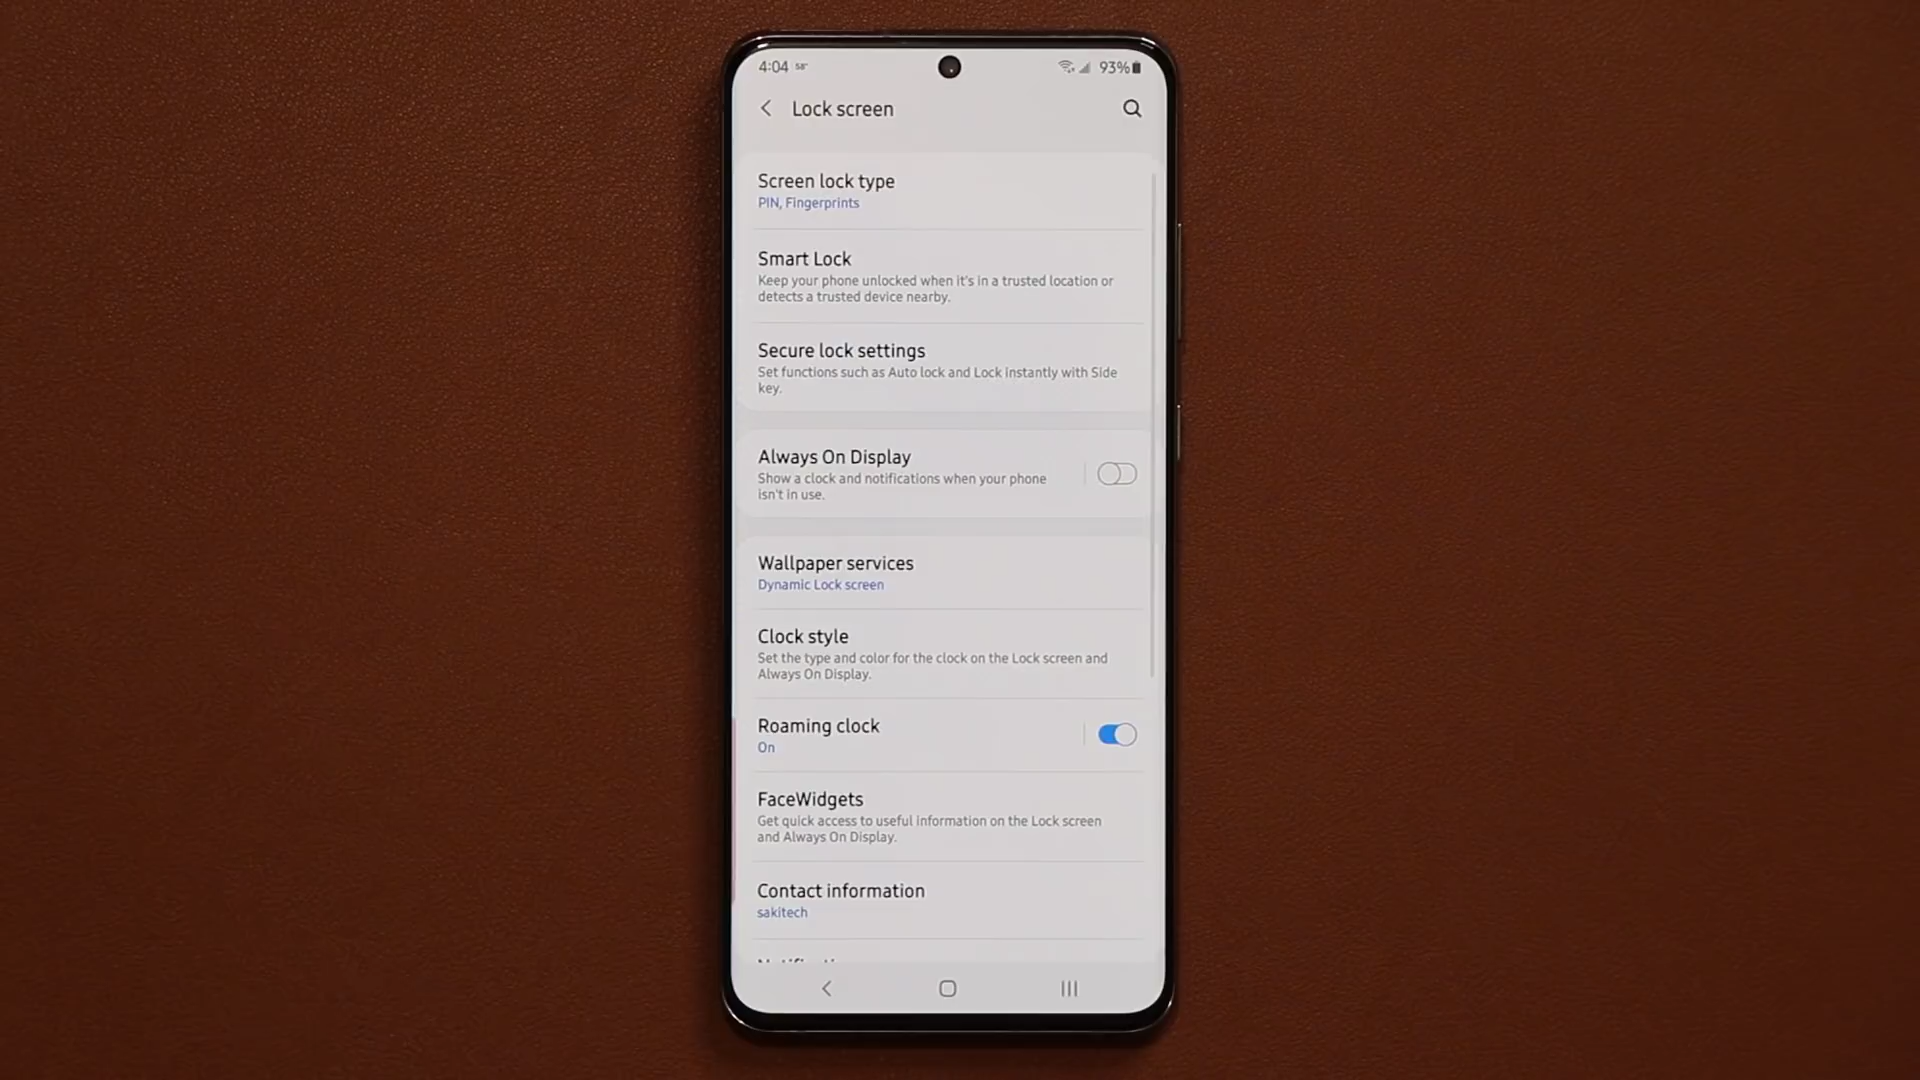 4:04 58°
93%
Lock screen
Screen lock type
PIN, Fingerprints
Smart Lock
Keep your phone unlocked when it's in a trusted location or
detects a trusted device nearby.
Secure lock settings
Set functions such as Auto lock and Lock instantly with Side
key.
Always On Display
Show a clock and notifications when your phone
isn't in use.
Wallpaper services
Dynamic Lock screen
Clock style
Set the type and color for the clock on the Lock screen and
Always On Display.
Roaming clock
On
FaceWidgets
Get quick access to useful information on the Lock screen
and Always On Display.
Contact information
sakitech